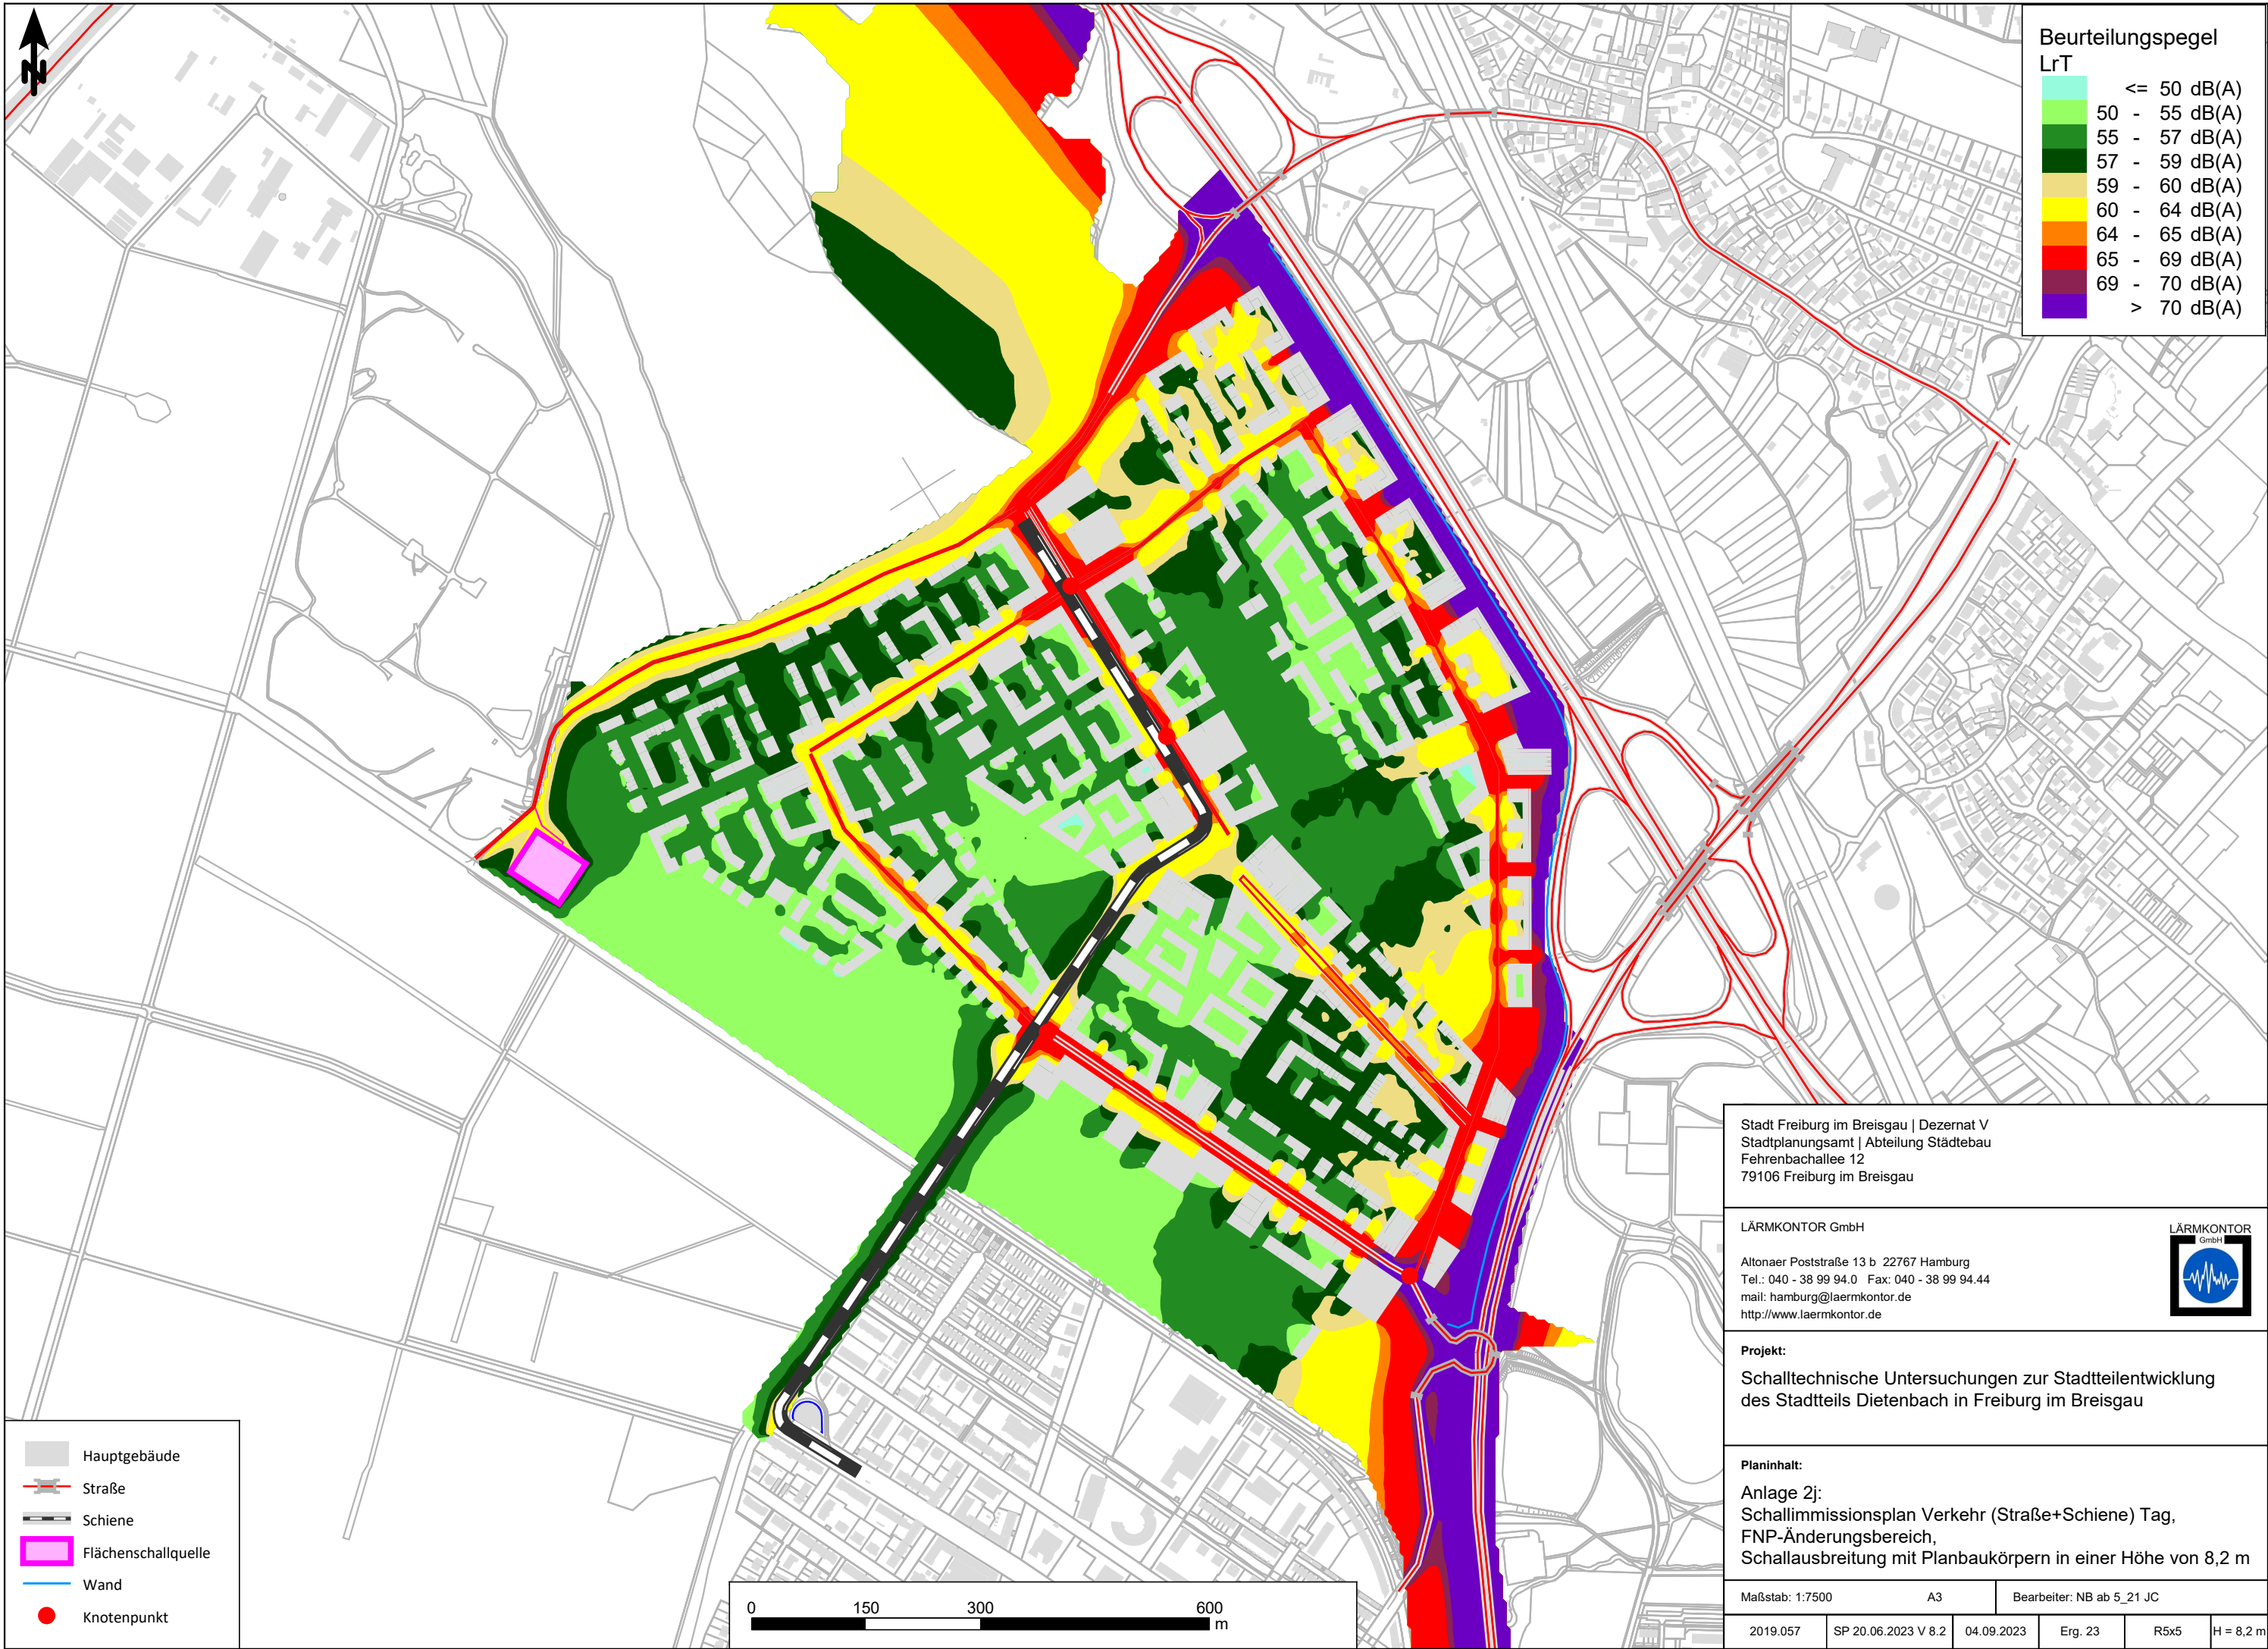 N
Beurteilungspegel
LrT
<= 50 dB(A)
50 - 55 dB(A)
55 - 57 dB(A)
57 - 59 dB(A)
59 - 60 dB(A)
60 - 64 dB(A)
64 - 65 dB(A)
65 - 69 dB(A)
69 - 70 dB(A)
> 70 dB(A)
Stadt Freiburg im Breisgau | Dezernat V
Stadtplanungsamt | Abteilung Städtebau
Fehrenbachallee 12
79106 Freiburg im Breisgau
LÄRMKONTOR GmbH
Altonaer Poststraße 13 b 22767 Hamburg
Tel.: 040 - 38 99 94.0 Fax: 040 - 38 99 94.44
mail: hamburg@laermkontor.de
http://www.laermkontor.de
LÄRMKONTOR
GmbH
Projekt:
Schalltechnische Untersuchungen zur Stadtteilentwicklung
des Stadtteils Dietenbach in Freiburg im Breisgau
Planinhalt:
Anlage 2j:
Schallimmissionsplan Verkehr (Straße+Schiene) Tag,
FNP-Änderungsbereich,
Schallausbreitung mit Planbaukörpern in einer Höhe von 8,2 m
Maßstab: 1:7500 A3 Bearbeiter: NB ab 5_21 JC
2019.057 SP 20.06.2023 V 8.2 04.09.2023 Erg. 23 R5x5 H = 8,2 m
Hauptgebäude
Straße
Schiene
Flächenschallquelle
Wand
Knotenpunkt
0 150 300 600
m